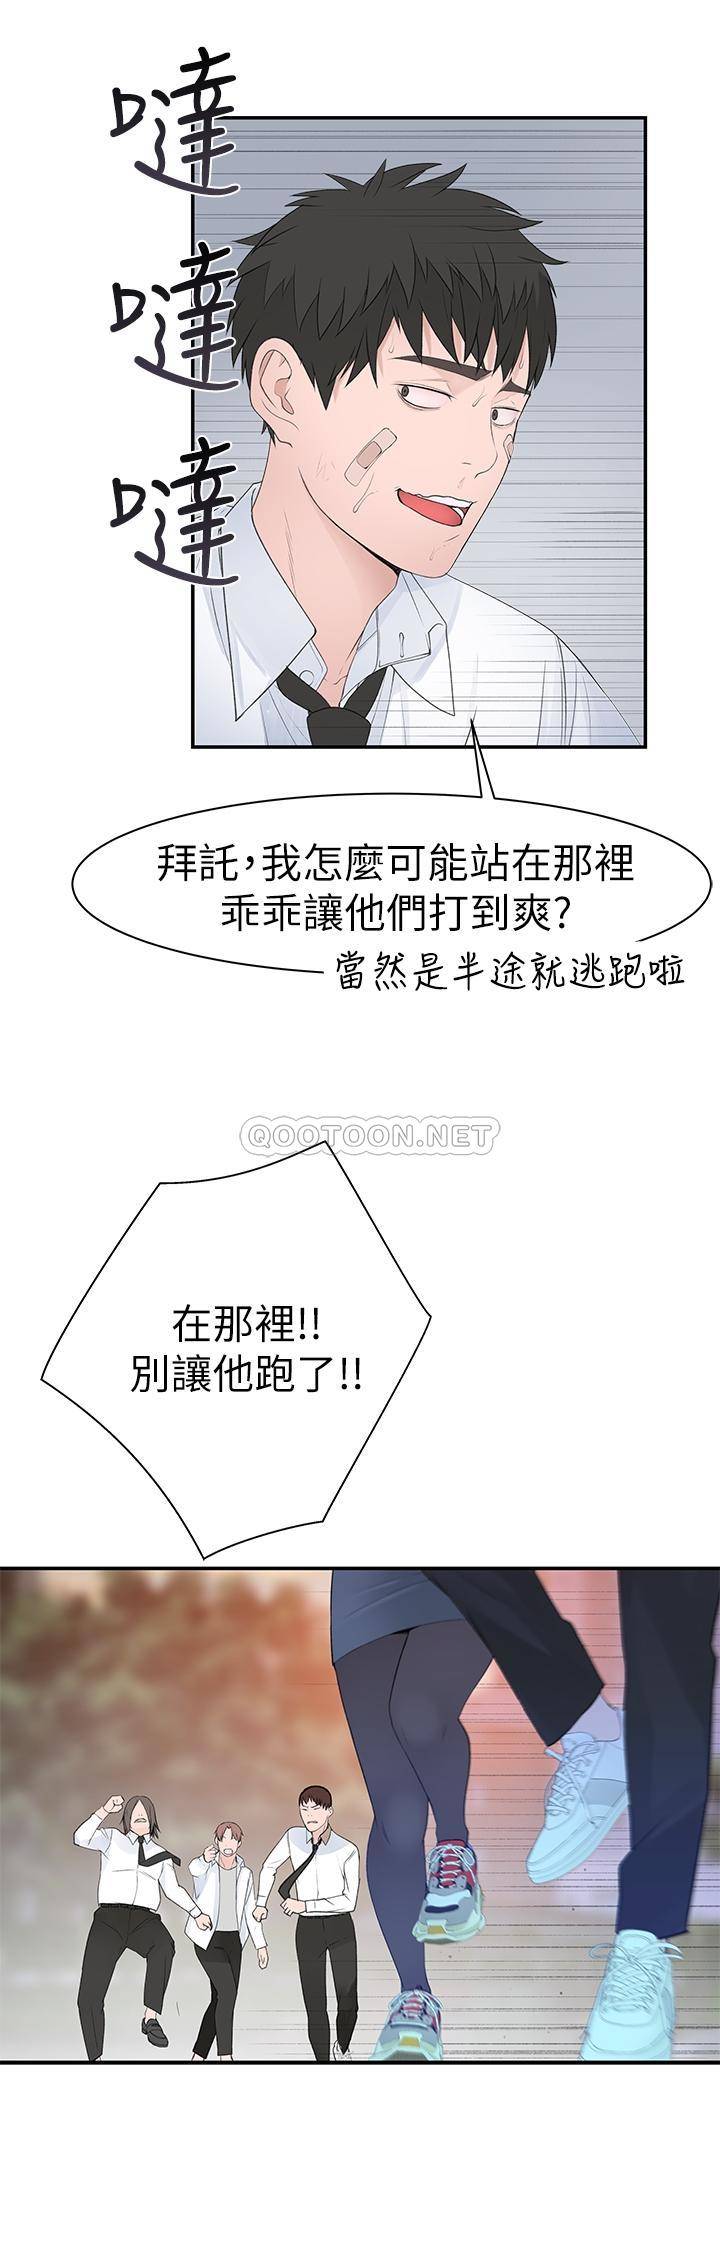 噠
噠
噠
拜託，我怎麼可能站在那裡
乖乖讓他們打到爽?
當然是半途就逃跑啦
QOOTOON.NET
在那裡!!
別讓他跑了!!